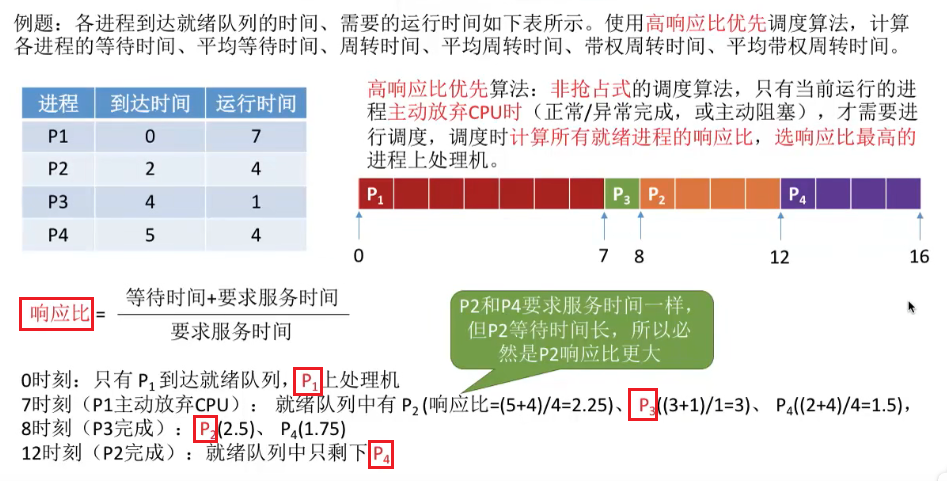 例题：各进程到达就绪队列的时间、需要的运行时间如下表所示。使用高响应比优先调度算法，计算
各进程的等待时间、平均等待时间、周转时间、平均周转时间、带权周转时间、平均带权周转时间。
进程 到达时间 运行时间
P1 0 7
P2 2 4
P3 4 1
P4 5 4
高响应比优先算法：非抢占式的调度算法，只有当前运行的进
程主动放弃CPU时（正常/异常完成，或主动阻塞），才需要进
行调度，调度时计算所有就绪进程的响应比，选响应比最高的
进程上处理机。
P1 P3 P2 P4
0 7 8 12 16
响应比 =
等待时间+要求服务时间
要求服务时间
P2和P4要求服务时间一样，
但P2等待时间长，所以必
然是P2响应比更大
0时刻：只有 P1 到达就绪队列，P1上处理机
7时刻（P1主动放弃CPU）： 就绪队列中有 P2 (响应比=(5+4)/4=2.25)、 P3((3+1)/1=3)、 P4((2+4)/4=1.5)，
8时刻（P3完成）： P2(2.5)、 P4(1.75)
12时刻（P2完成）：就绪队列中只剩下 P4